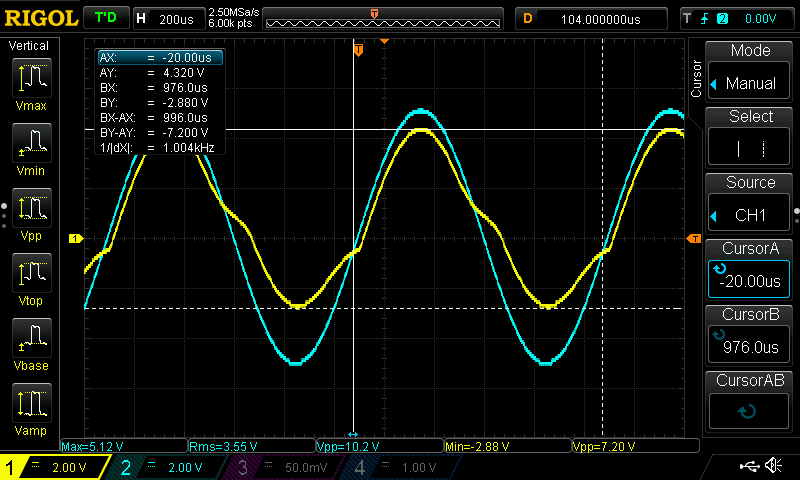 RIGOL T'D H 200us 2.50MSa/s 6.00k pts T D 104.000000us T 2 0.00V
Vertical
Vmax
Vmin
Vpp
Vtop
Vbase
Vamp
T
AX: = -20.00us
AY: = 4.320 V
BX: = 976.0us
BY: = -2.880 V
BX-AX: = 996.0us
BY-AY: = -7.200 V
1/|dX|: = 1.004kHz
1
T
Cursor
Mode
Manual
Select
Source
CH1
CursorA
-20.00us
CursorB
976.0us
CursorAB
Max=5.12 V Rms=3.55 V Vpp=10.2 V Min=-2.88 V Vpp=7.20 V
1 = 2.00 V 2 = 2.00 V 3 = 50.0mV 4 = 1.00 V